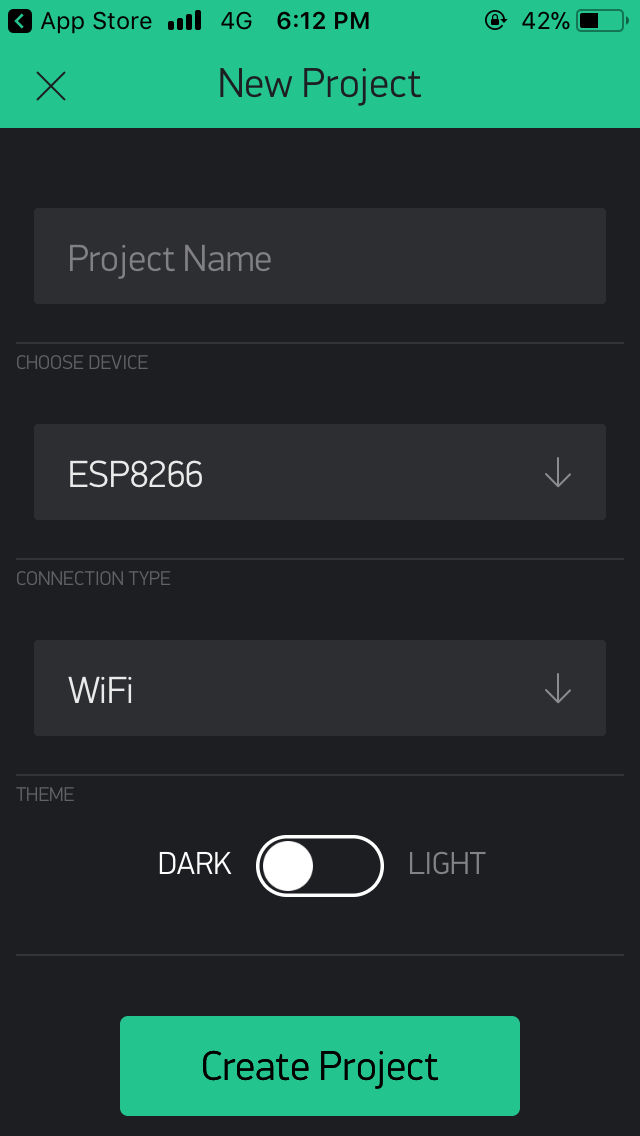 App Store 4G 6:12 PM 42%
New Project
Project Name
CHOOSE DEVICE
ESP8266
CONNECTION TYPE
WiFi
THEME
DARK LIGHT
Create Project